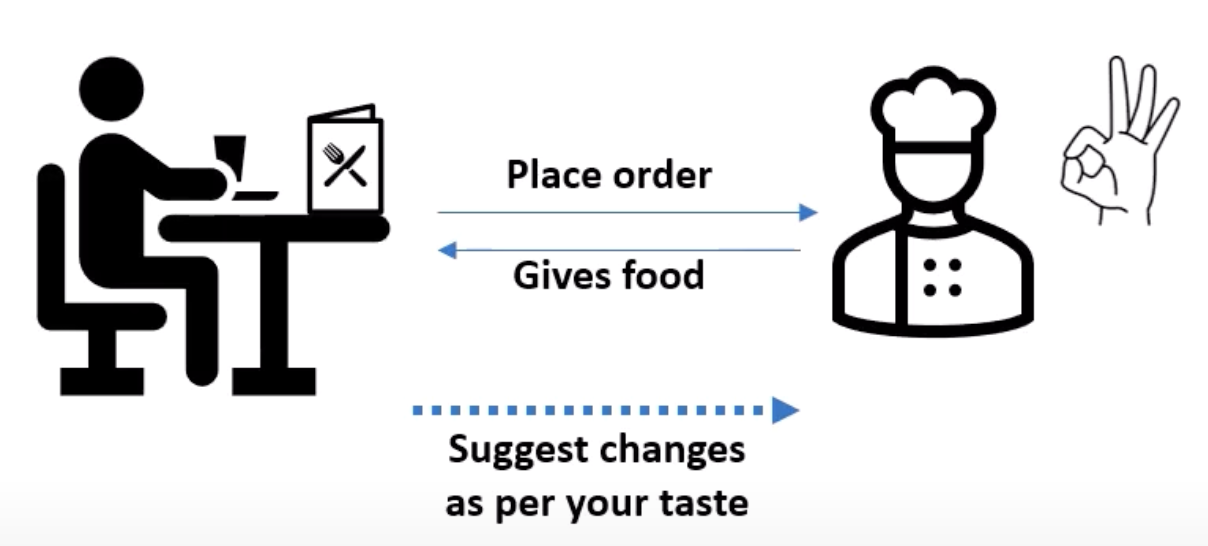 Place order
Gives food
Suggest changes
as per your taste